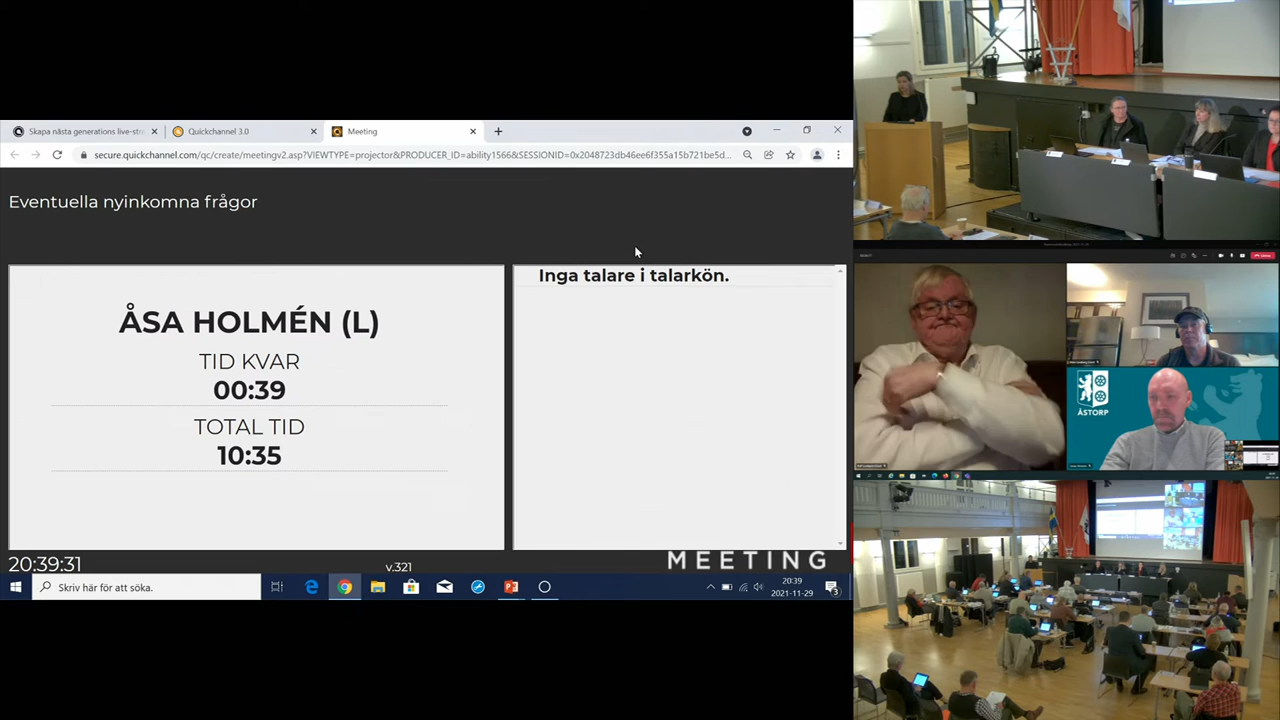 Skapa nästa generations live-str
Quickchannel 3.0
Meeting
secure.quickchannel.com/qc/create/meetingv2.asp?VIEWTYPE=projector&PRODUCER_ID=ability1566&SESSIONID=0x2048723db46ee6f355a15b721be5d...
Eventuella nyinkomna frågor
ÅSA HOLMÉN (L)
TID KVAR
00:39
TOTAL TID
10:35
Inga talare i talarkön.
20:39:31
v.321
MEETING
Skriv här för att söka.
20:39
2021-11-29
3
ÅSTORP